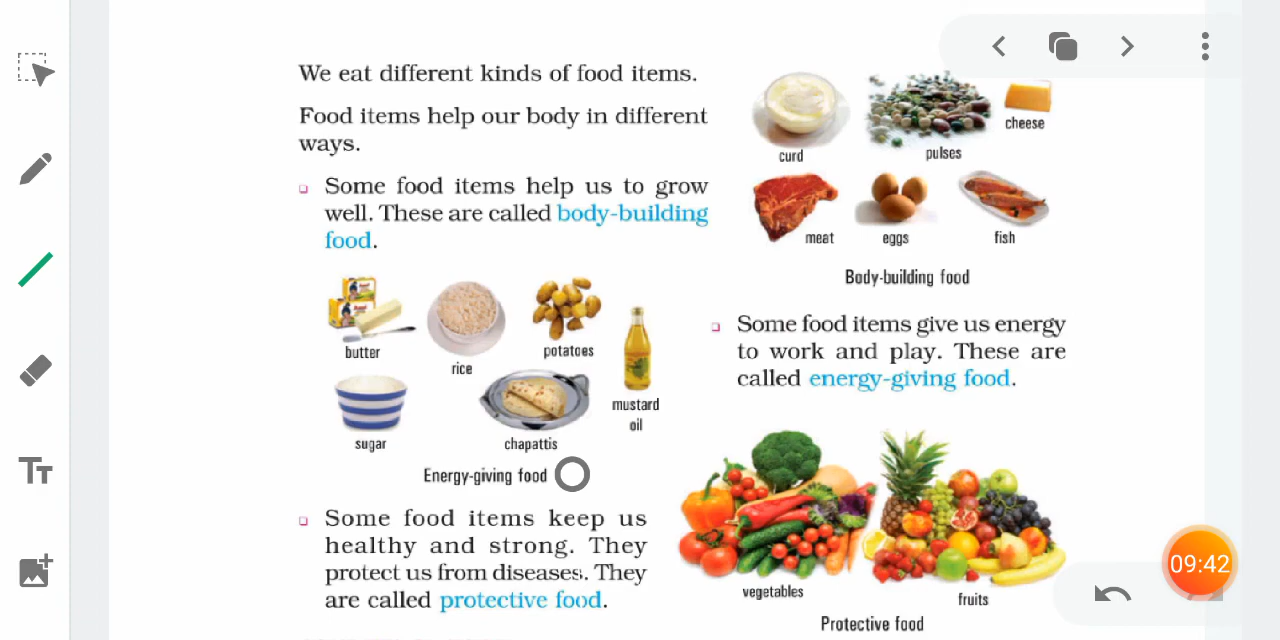 We eat different kinds of food items.
Food items help our body in different
ways.
Some food items help us to grow
well. These are called body-building
food.
curd
pulses
cheese
meat
eggs
fish
Body-building food
butter
rice
potatoes
mustard
oil
sugar
chapattis
Energy-giving food
Some food items give us energy
to work and play. These are
called energy-giving food.
Some food items keep us
healthy and strong. They
protect us from diseases. They
are called protective food.
vegetables
fruits
Protective food
TT
09:42